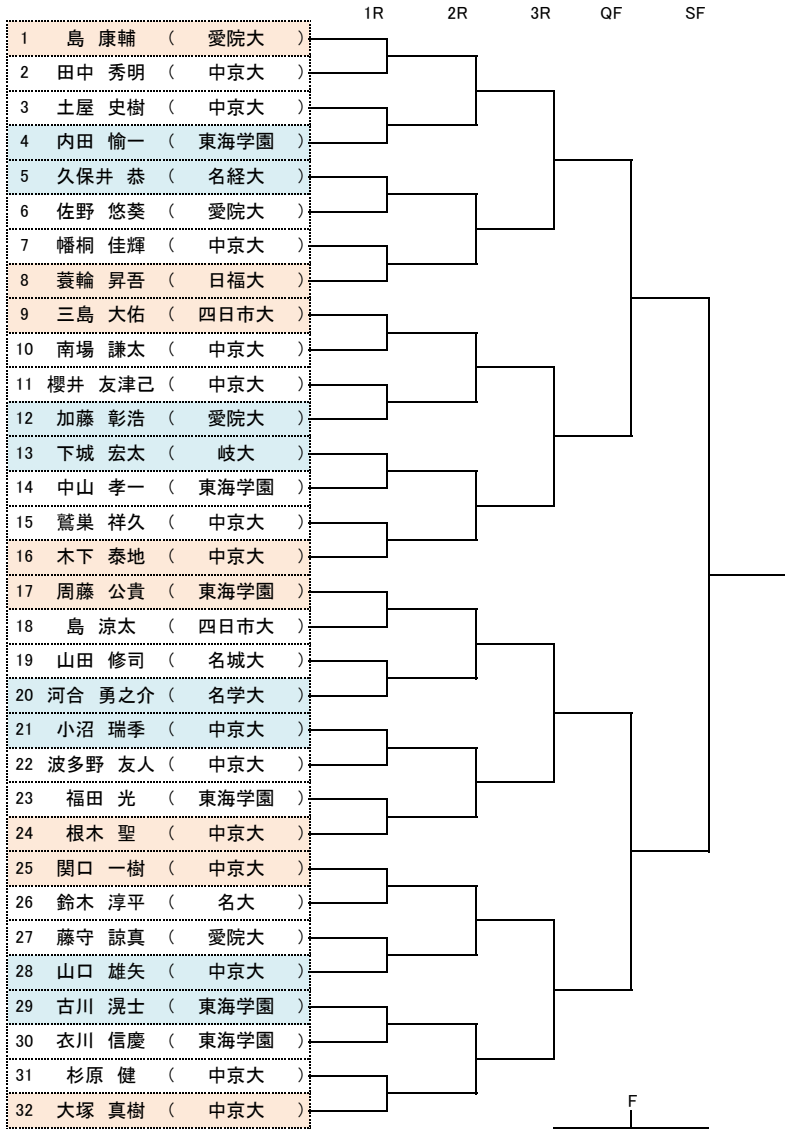 1R 2R 3R QF SF
1 島 康輔 ( 愛院大 )
2 田中 秀明 ( 中京大 )
3 土屋 史樹 ( 中京大 )
4 内田 愉一 ( 東海学園 )
5 久保井 恭 ( 名経大 )
6 佐野 悠葵 ( 愛院大 )
7 幡桐 佳輝 ( 中京大 )
8 蓑輪 昇吾 ( 日福大 )
9 三島 大佑 ( 四日市大 )
10 南場 謙太 ( 中京大 )
11 櫻井 友津己 ( 中京大 )
12 加藤 彰浩 ( 愛院大 )
13 下城 宏太 ( 岐大 )
14 中山 孝一 ( 東海学園 )
15 鷲巣 祥久 ( 中京大 )
16 木下 泰地 ( 中京大 )
17 周藤 公貴 ( 東海学園 )
18 島 涼太 ( 四日市大 )
19 山田 修司 ( 名城大 )
20 河合 勇之介 ( 名学大 )
21 小沼 瑞季 ( 中京大 )
22 波多野 友人 ( 中京大 )
23 福田 光 ( 東海学園 )
24 根木 聖 ( 中京大 )
25 関口 一樹 ( 中京大 )
26 鈴木 淳平 ( 名大 )
27 藤守 諒真 ( 愛院大 )
28 山口 雄矢 ( 中京大 )
29 古川 滉士 ( 東海学園 )
30 衣川 信慶 ( 東海学園 )
31 杉原 健 ( 中京大 )
32 大塚 真樹 ( 中京大 )
F